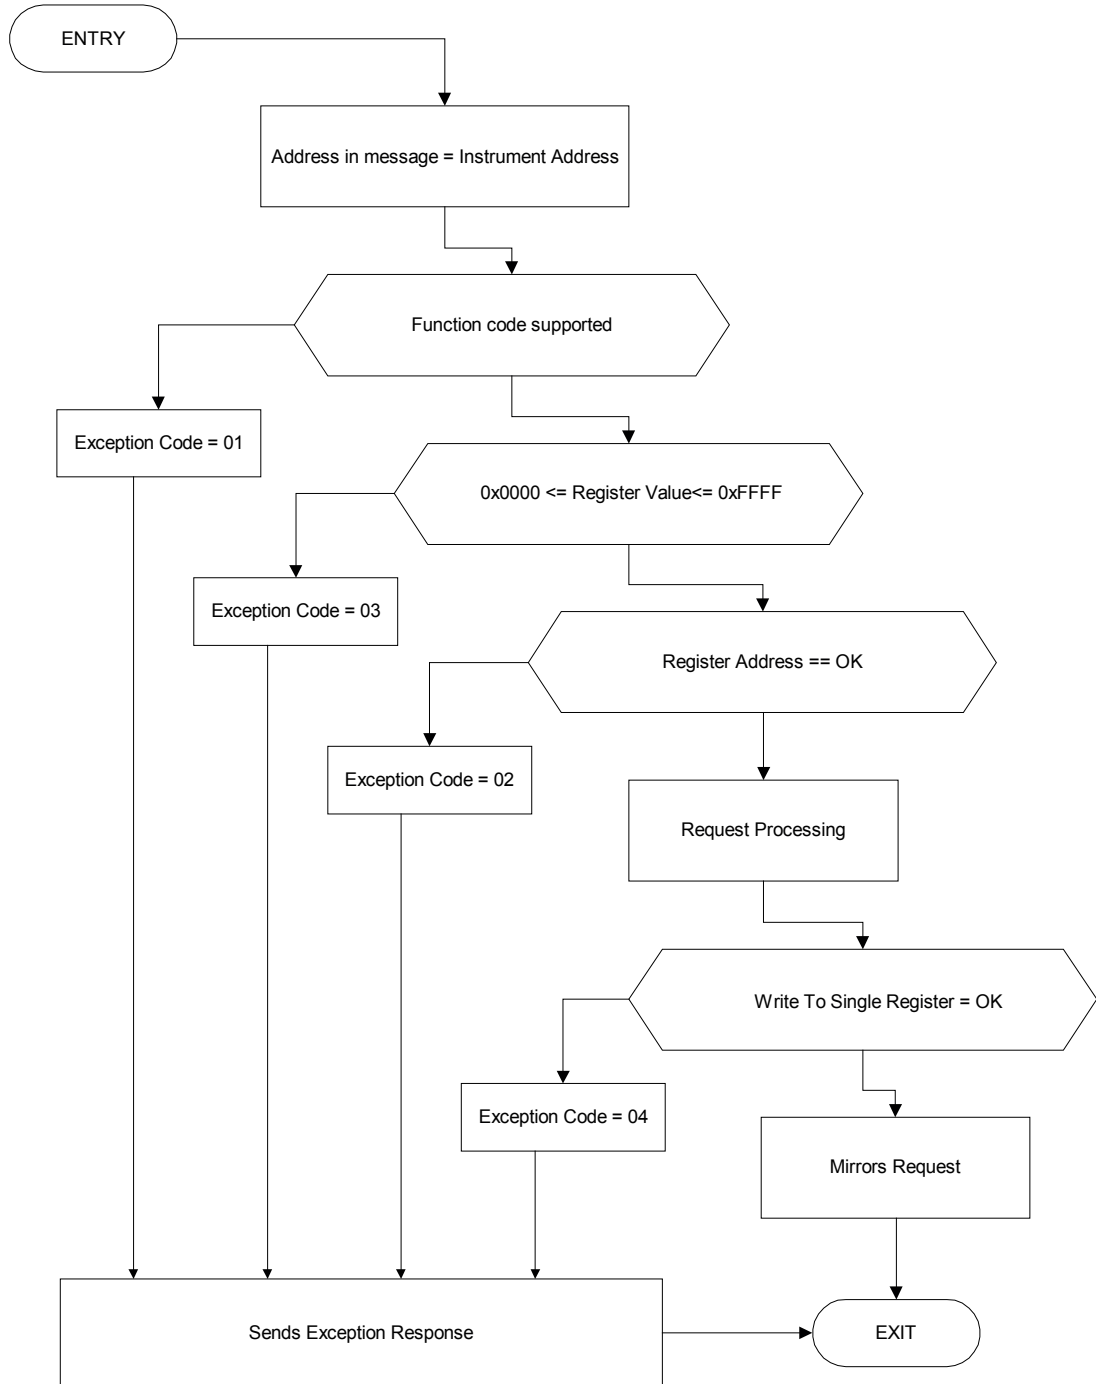 ENTRY
Address in message = Instrument Address
Function code supported
Exception Code = 01
0x0000 <= Register Value<= 0xFFFF
Exception Code = 03
Register Address == OK
Exception Code = 02
Request Processing
Write To Single Register = OK
Exception Code = 04
Mirrors Request
Sends Exception Response
EXIT